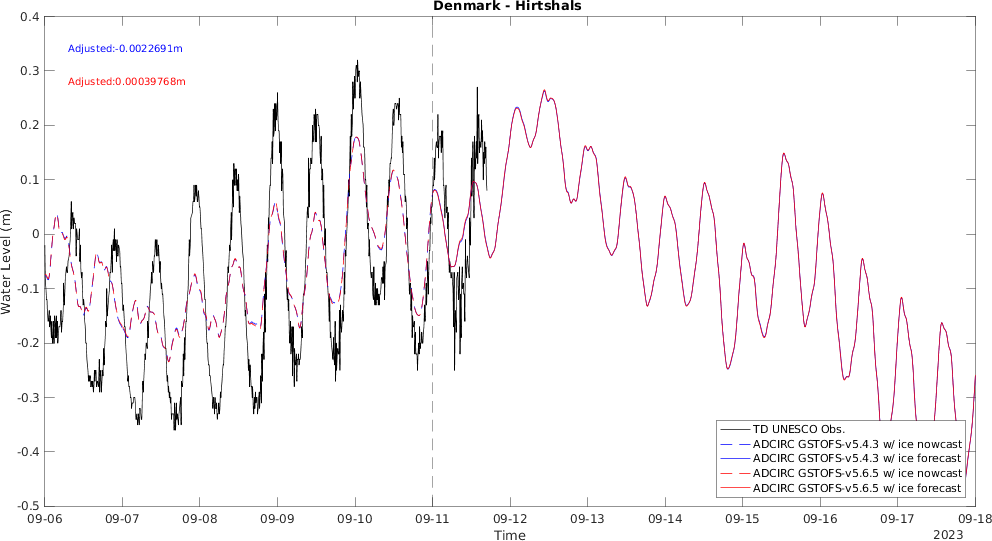 Denmark - Hirtshals
Adjusted:-0.0022691m
Adjusted:0.00039768m
Water Level (m)
0.4
0.3
0.2
0.1
0
-0.1
-0.2
-0.3
-0.4
-0.5
TD UNESCO Obs.
ADCIRC GSTOFS-v5.4.3 w/ ice nowcast
ADCIRC GSTOFS-v5.4.3 w/ ice forecast
ADCIRC GSTOFS-v5.6.5 w/ ice nowcast
ADCIRC GSTOFS-v5.6.5 w/ ice forecast
09-06 09-07 09-08 09-09 09-10 09-11 09-12 09-13 09-14 09-15 09-16 09-17 09-18
Time
2023